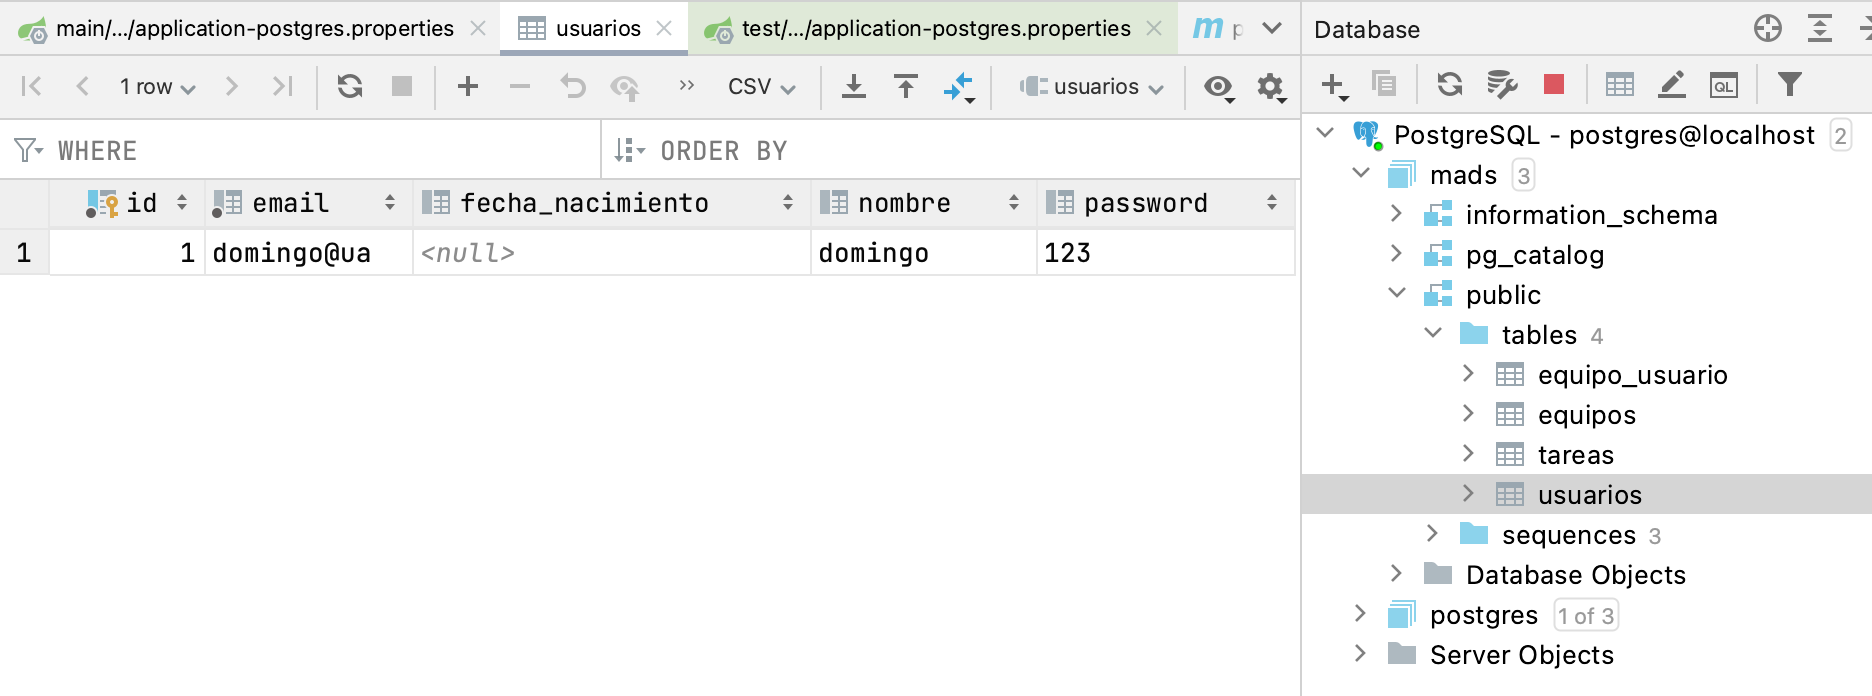 main/.../application-postgres.properties
usuarios
test/.../application-postgres.properties
m
Database
1 row
CSV
usuarios
QL
WHERE
ORDER BY
id
email
fecha_nacimiento
nombre
password
1
1
domingo@ua
<null>
domingo
123
PostgreSQL - postgres@localhost 2
mads 3
information_schema
pg_catalog
public
tables 4
equipo_usuario
equipos
tareas
usuarios
sequences 3
Database Objects
postgres 1 of 3
Server Objects